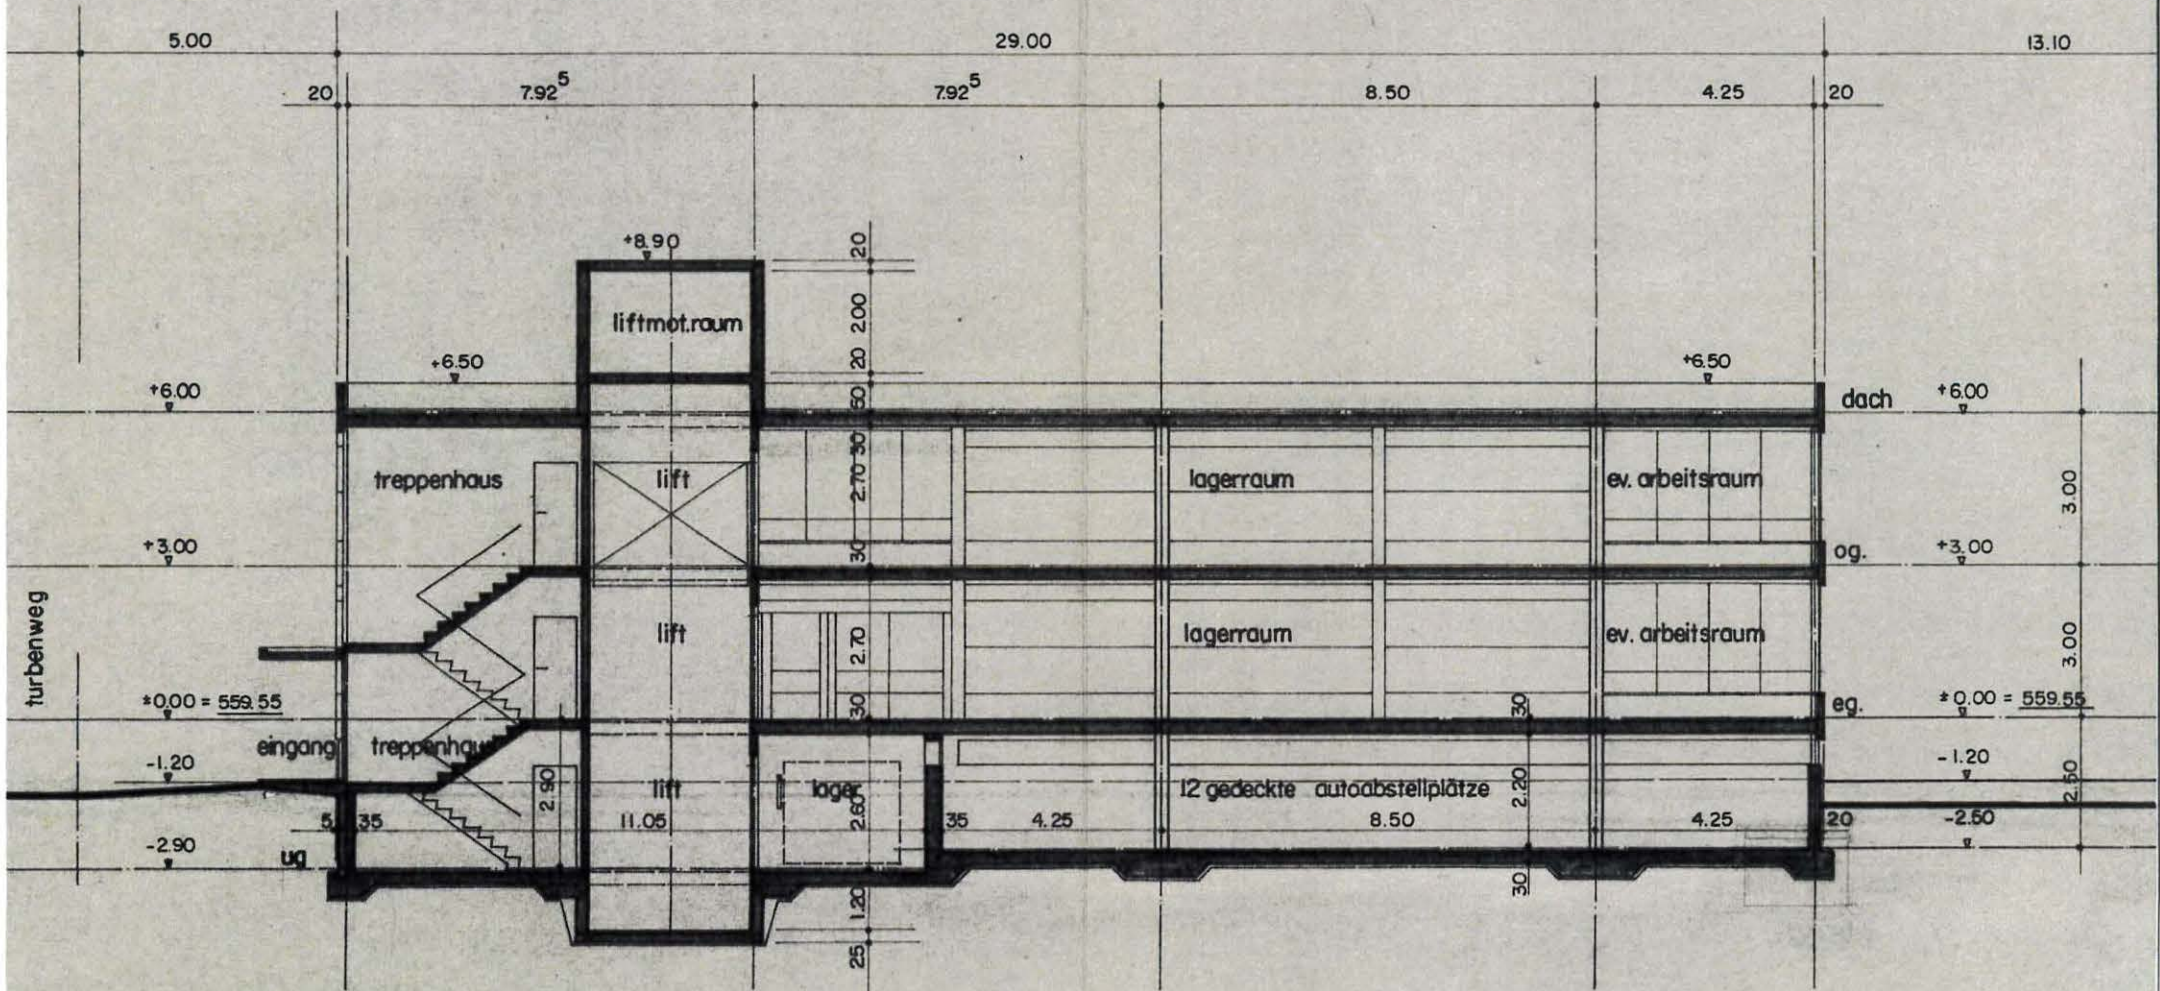 5.00 29.00 13.10
20 7.92⁵ 7.92⁵ 8.50 4.25 20
+8.90
20
liftmot.raum
2.00
+6.50 20 +6.50
+6.00 50 dach +6.00
30
treppenhaus lift 2.70 lagerraum ev. arbeitsraum 3.00
+3.00 30 og. +3.00
lift 2.70 lagerraum ev. arbeitsraum 3.00
turbenweg
±0.00 = 559.55 30 30 eg. ±0.00 = 559.55
eingang treppenhaus
-1.20 -1.20
2.90 lift lager 2.60 12 gedeckte autoabstellplätze 2.20 2.50
35 11.05 35 4.25 8.50 4.25 20 -2.50
-2.90 ug
1.20 30
25